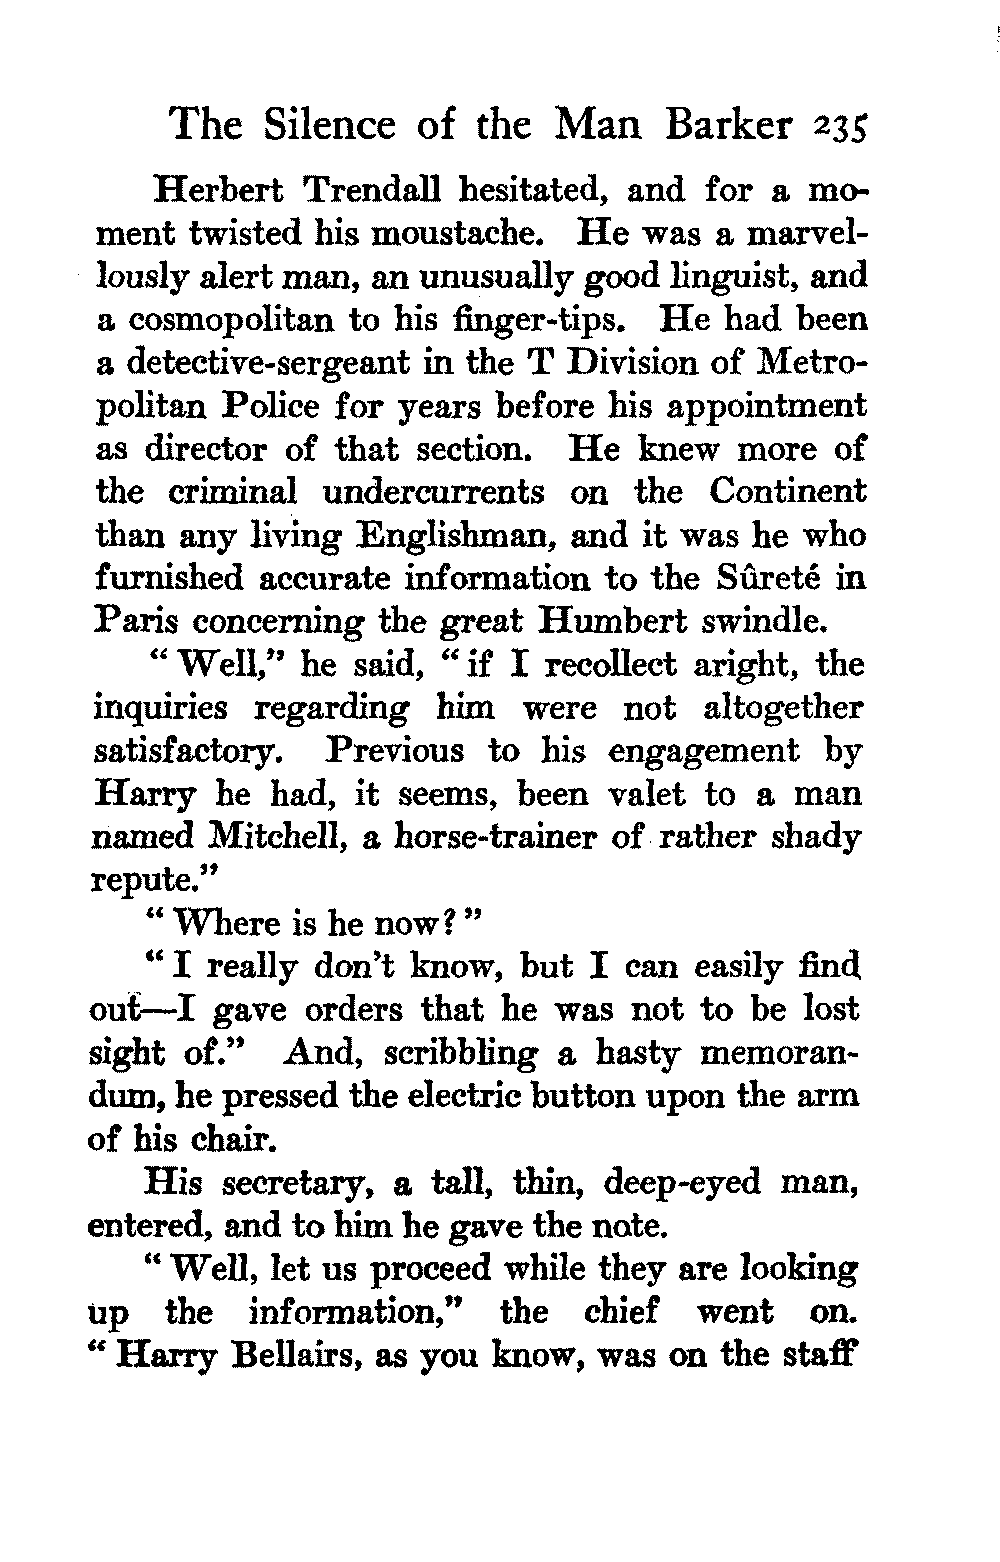 The Silence of the Man Barker 235
Herbert Trendall hesitated, and for a mo-
ment twisted his moustache. He was a marvel-
lously alert man, an unusually good linguist, and
a cosmopolitan to his finger-tips. He had been
a detective-sergeant in the T Division of Metro-
politan Police for years before his appointment
as director of that section. He knew more of
the criminal undercurrents on the Continent
than any living Englishman, and it was he who
furnished accurate information to the Sûreté in
Paris concerning the great Humbert swindle.
“ Well,” he said, “ if I recollect aright, the
inquiries regarding him were not altogether
satisfactory. Previous to his engagement by
Harry he had, it seems, been valet to a man
named Mitchell, a horse-trainer of rather shady
repute.”
“ Where is he now? ”
“ I really don't know, but I can easily find
out—I gave orders that he was not to be lost
sight of.” And, scribbling a hasty memoran-
dum, he pressed the electric button upon the arm
of his chair.
His secretary, a tall, thin, deep-eyed man,
entered, and to him he gave the note.
“ Well, let us proceed while they are looking
up the information,” the chief went on.
“ Harry Bellairs, as you know, was on the staff